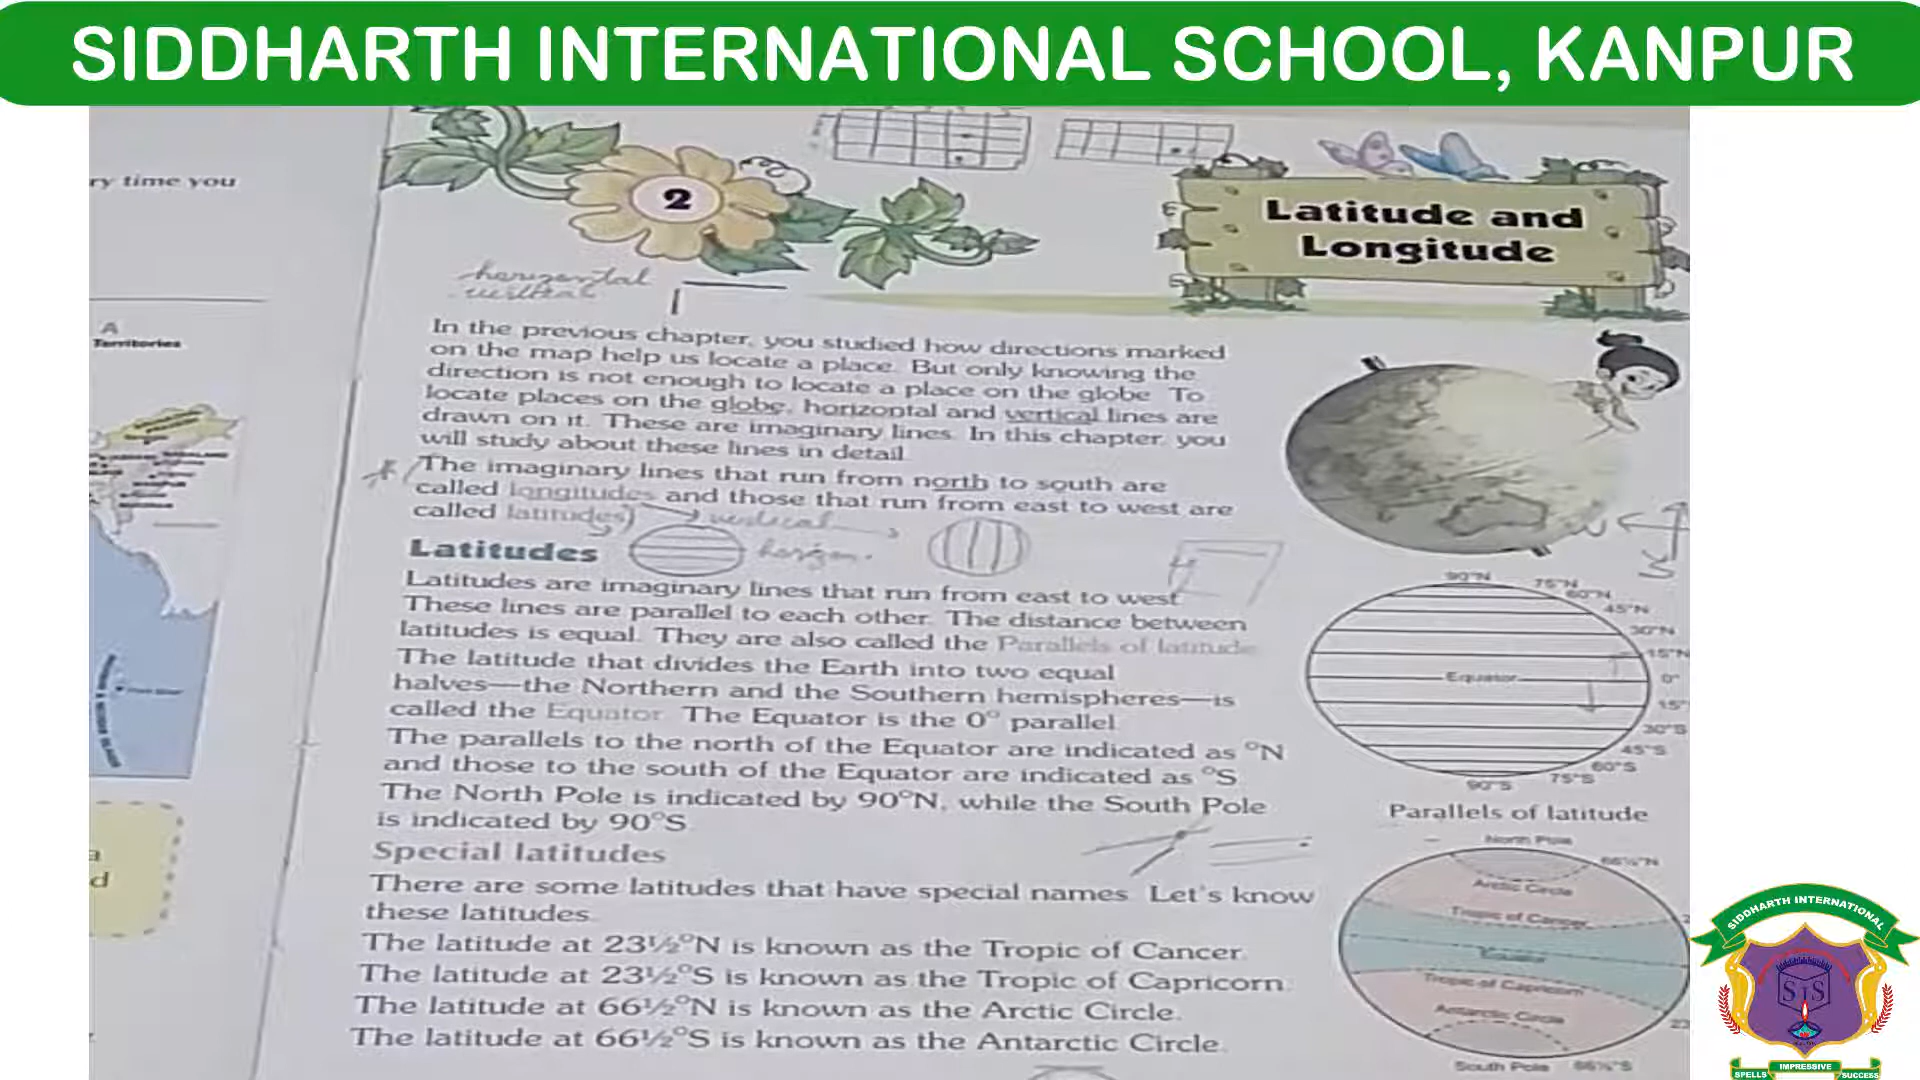 SIDDHARTH INTERNATIONAL SCHOOL, KANPUR
ry time you
A
Territories
a
d
2
Latitude and
Longitude
horizontal
vertical
In the previous chapter, you studied how directions marked
on the map help us locate a place. But only knowing the
direction is not enough to locate a place on the globe. To
locate places on the globe, horizontal and vertical lines are
drawn on it. These are imaginary lines. In this chapter, you
will study about these lines in detail.
The imaginary lines that run from north to south are
called longitudes and those that run from east to west are
called latitudes
vertical
Latitudes
horizon.
Latitudes are imaginary lines that run from east to west.
These lines are parallel to each other. The distance between
latitudes is equal. They are also called the Parallels of latitude
The latitude that divides the Earth into two equal
halves—the Northern and the Southern hemispheres—is
called the Equator. The Equator is the 0° parallel.
The parallels to the north of the Equator are indicated as °N
and those to the south of the Equator are indicated as °S.
The North Pole is indicated by 90°N, while the South Pole
is indicated by 90°S.
Special latitudes
There are some latitudes that have special names. Let's know
these latitudes.
The latitude at 23½°N is known as the Tropic of Cancer.
The latitude at 23½°S is known as the Tropic of Capricorn.
The latitude at 66½°N is known as the Arctic Circle.
The latitude at 66½°S is known as the Antarctic Circle.
N
S
90°N
75°N
60°N
45°N
30°N
15°N
Equator
0°
15°
30°S
45°S
60°S
75°S
90°S
Parallels of latitude
North Pole
66½°N
Arctic Circle
Tropic of Cancer
Equator
Tropic of Capricorn
Antarctic Circle
23
South Pole
66½°S
SIDDHARTH INTERNATIONAL
SIS
SPELLS IMPRESSIVE SUCCESS